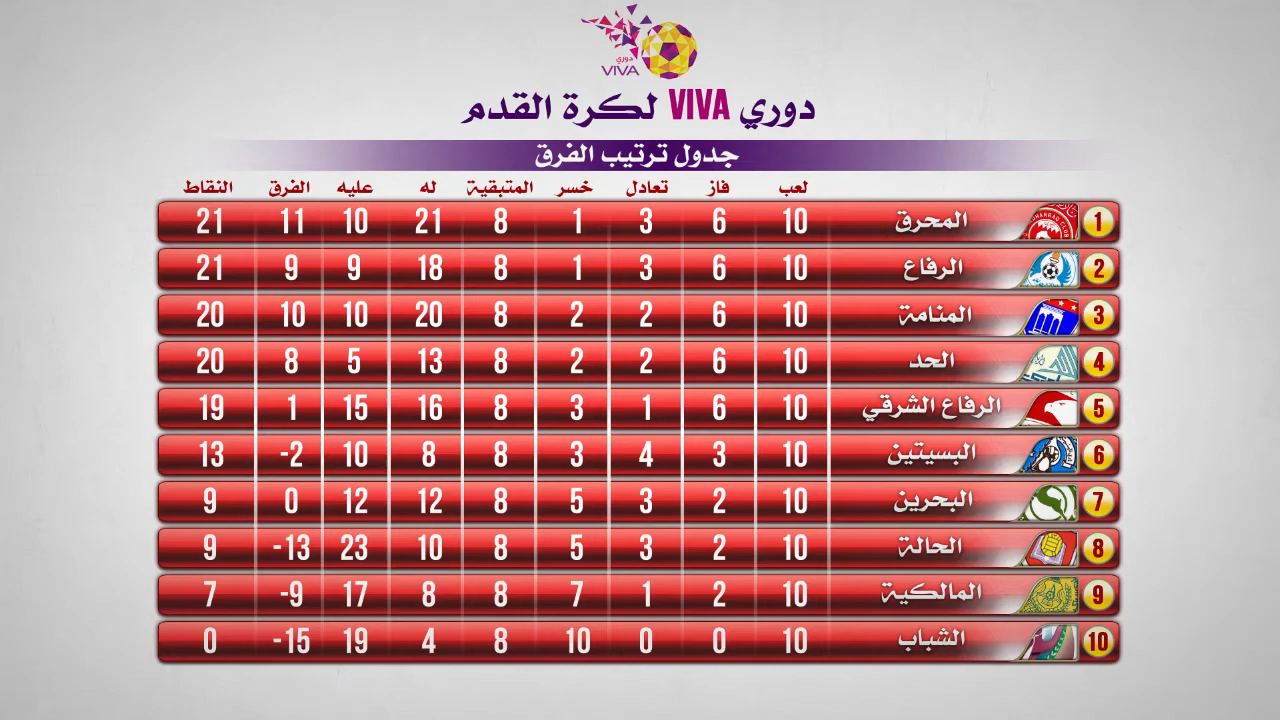 دوري
VIVA
دوري VIVA لكرة القدم
جدول ترتيب الفرق
لعب فاز تعادل خسر المتبقية له عليه الفرق النقاط
1 المحرق 10 6 3 1 8 21 10 11 21
2 الرفاع 10 6 3 1 8 18 9 9 21
3 المنامة 10 6 2 2 8 20 10 10 20
4 الحد 10 6 2 2 8 13 5 8 20
5 الرفاع الشرقي 10 6 1 3 8 16 15 1 19
6 البسيتين 10 3 4 3 8 8 10 -2 13
7 البحرين 10 2 3 5 8 12 12 0 9
8 الحالة 10 2 3 5 8 10 23 -13 9
9 المالكية 10 2 1 7 8 8 17 -9 7
10 الشباب 10 0 0 10 8 4 19 -15 0